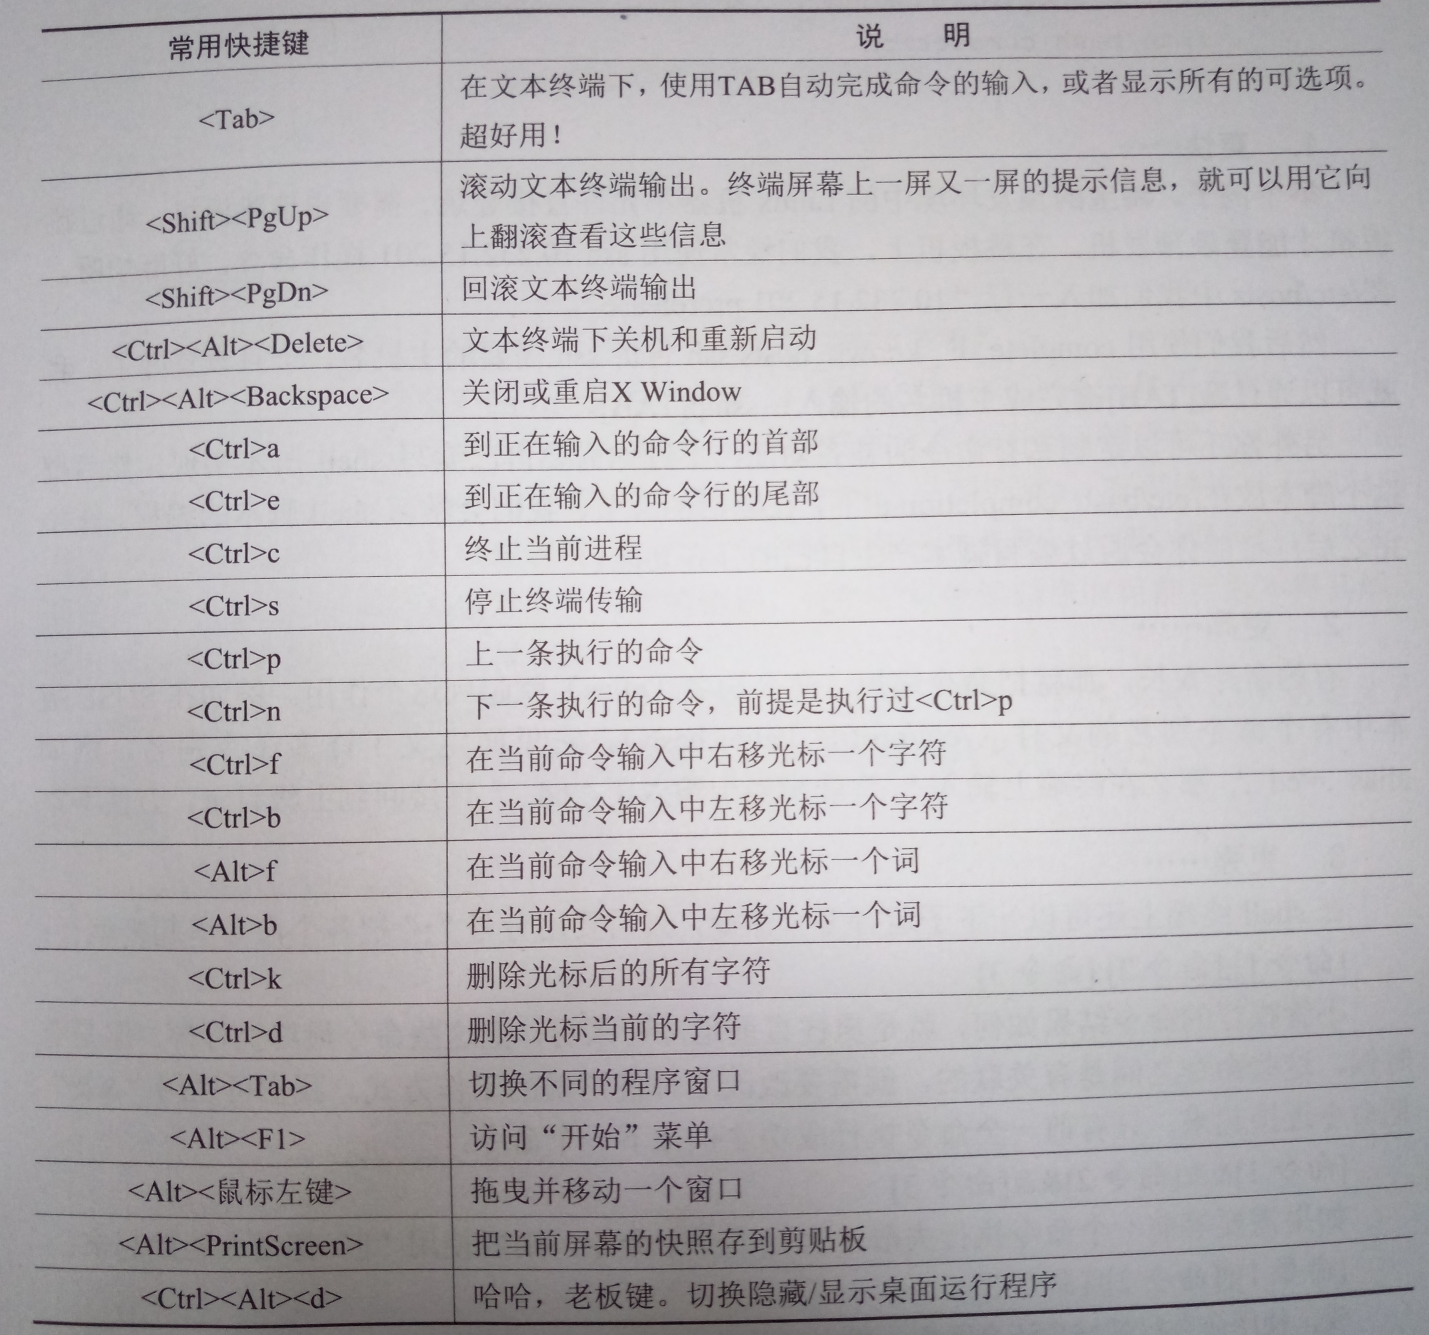 常用快捷键 说 明
<Tab> 在文本终端下，使用TAB自动完成命令的输入，或者显示所有的可选项。
超好用！
<Shift><PgUp> 滚动文本终端输出。终端屏幕上一屏又一屏的提示信息，就可以用它向
上翻滚查看这些信息
<Shift><PgDn> 回滚文本终端输出
<Ctrl><Alt><Delete> 文本终端下关机和重新启动
<Ctrl><Alt><Backspace> 关闭或重启X Window
<Ctrl>a 到正在输入的命令行的首部
<Ctrl>e 到正在输入的命令行的尾部
<Ctrl>c 终止当前进程
<Ctrl>s 停止终端传输
<Ctrl>p 上一条执行的命令
<Ctrl>n 下一条执行的命令，前提是执行过<Ctrl>p
<Ctrl>f 在当前命令输入中右移光标一个字符
<Ctrl>b 在当前命令输入中左移光标一个字符
<Alt>f 在当前命令输入中右移光标一个词
<Alt>b 在当前命令输入中左移光标一个词
<Ctrl>k 删除光标后的所有字符
<Ctrl>d 删除光标当前的字符
<Alt><Tab> 切换不同的程序窗口
<Alt><F1> 访问“开始”菜单
<Alt><鼠标左键> 拖曳并移动一个窗口
<Alt><PrintScreen> 把当前屏幕的快照存到剪贴板
<Ctrl><Alt><d> 哈哈，老板键。切换隐藏/显示桌面运行程序